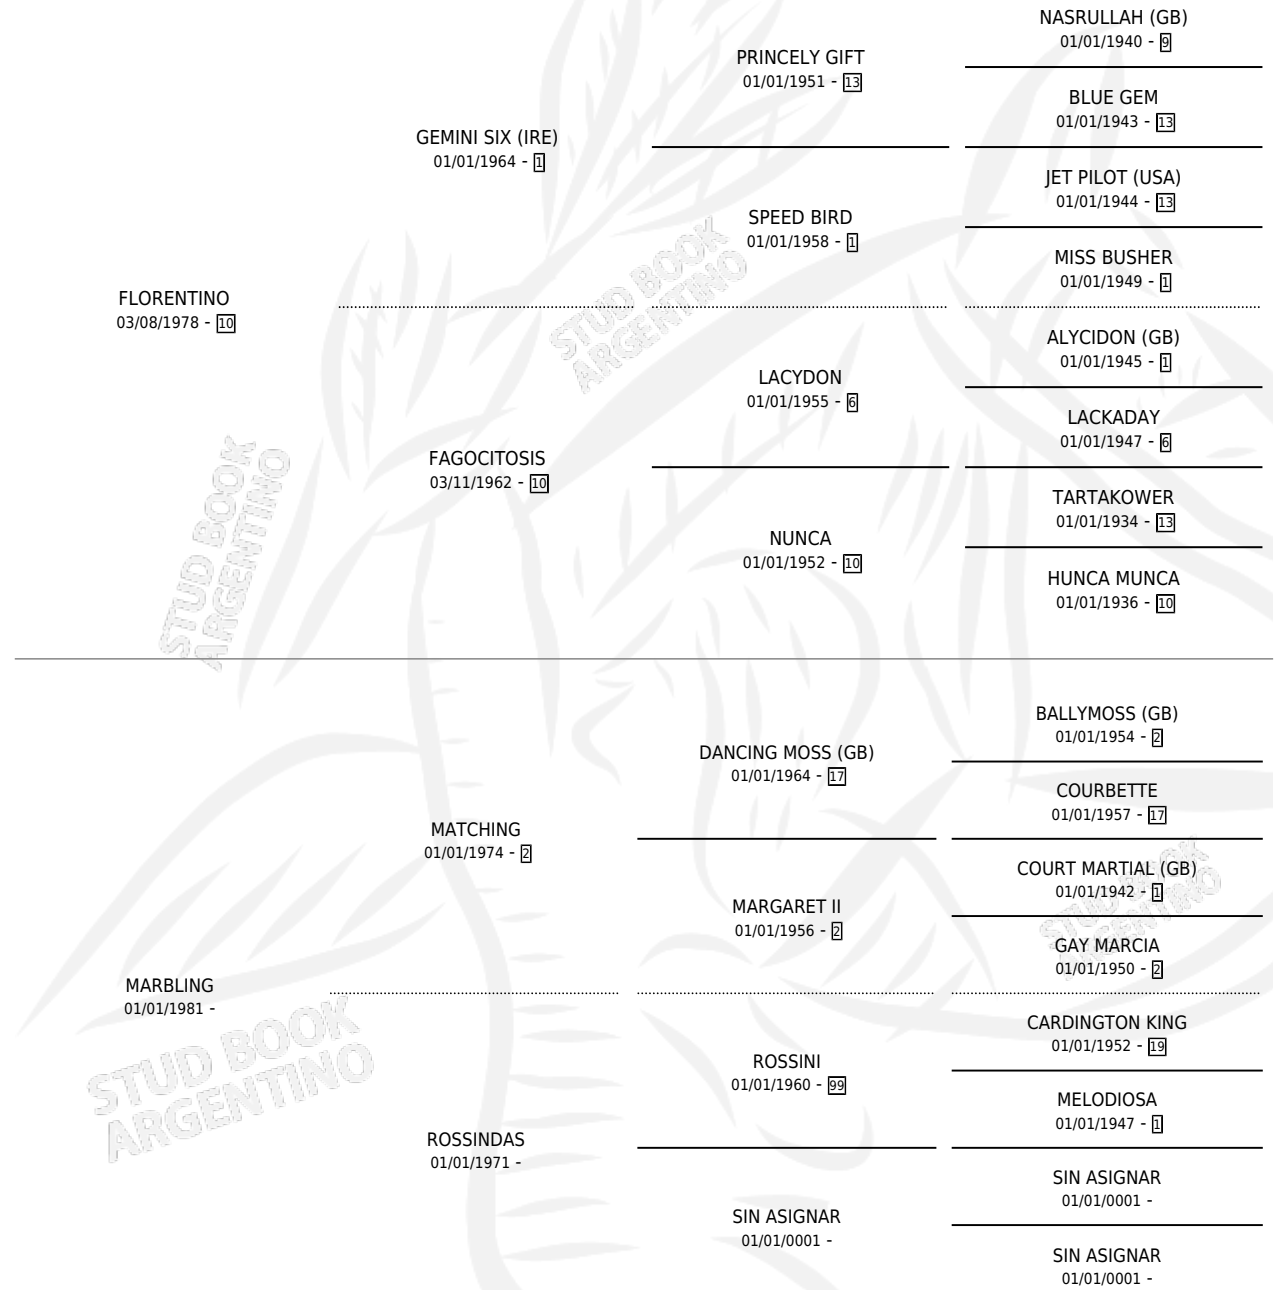 NASRULLAH (GB)
01/01/1940 - 9
PRINCELY GIFT
01/01/1951 - 13
BLUE GEM
01/01/1943 - 13
GEMINI SIX (IRE)
01/01/1964 - 1
JET PILOT (USA)
01/01/1944 - 13
SPEED BIRD
01/01/1958 - 1
MISS BUSHER
01/01/1949 - 1
FLORENTINO
03/08/1978 - 10
STUD BOOK
ARGENTINO
ALYCIDON (GB)
01/01/1945 - 1
LACYDON
01/01/1955 - 6
LACKADAY
01/01/1947 - 6
FAGOCITOSIS
03/11/1962 - 10
TARTAKOWER
01/01/1934 - 13
NUNCA
01/01/1952 - 10
HUNCA MUNCA
01/01/1936 - 10
STUD BOOK
ARGENTINO
BALLYMOSS (GB)
01/01/1954 - 2
DANCING MOSS (GB)
01/01/1964 - 17
COURBETTE
01/01/1957 - 17
MATCHING
01/01/1974 - 2
COURT MARTIAL (GB)
01/01/1942 - 1
MARGARET II
01/01/1956 - 2
STUD BOOK
ARGENTINO
GAY MARCIA
01/01/1950 - 2
MARBLING
01/01/1981 -
CARDINGTON KING
01/01/1952 - 19
ROSSINI
01/01/1960 - 99
MELODIOSA
01/01/1947 - 1
STUD BOOK
ARGENTINO
ROSSINDAS
01/01/1971 -
SIN ASIGNAR
01/01/0001 -
SIN ASIGNAR
01/01/0001 -
SIN ASIGNAR
01/01/0001 -